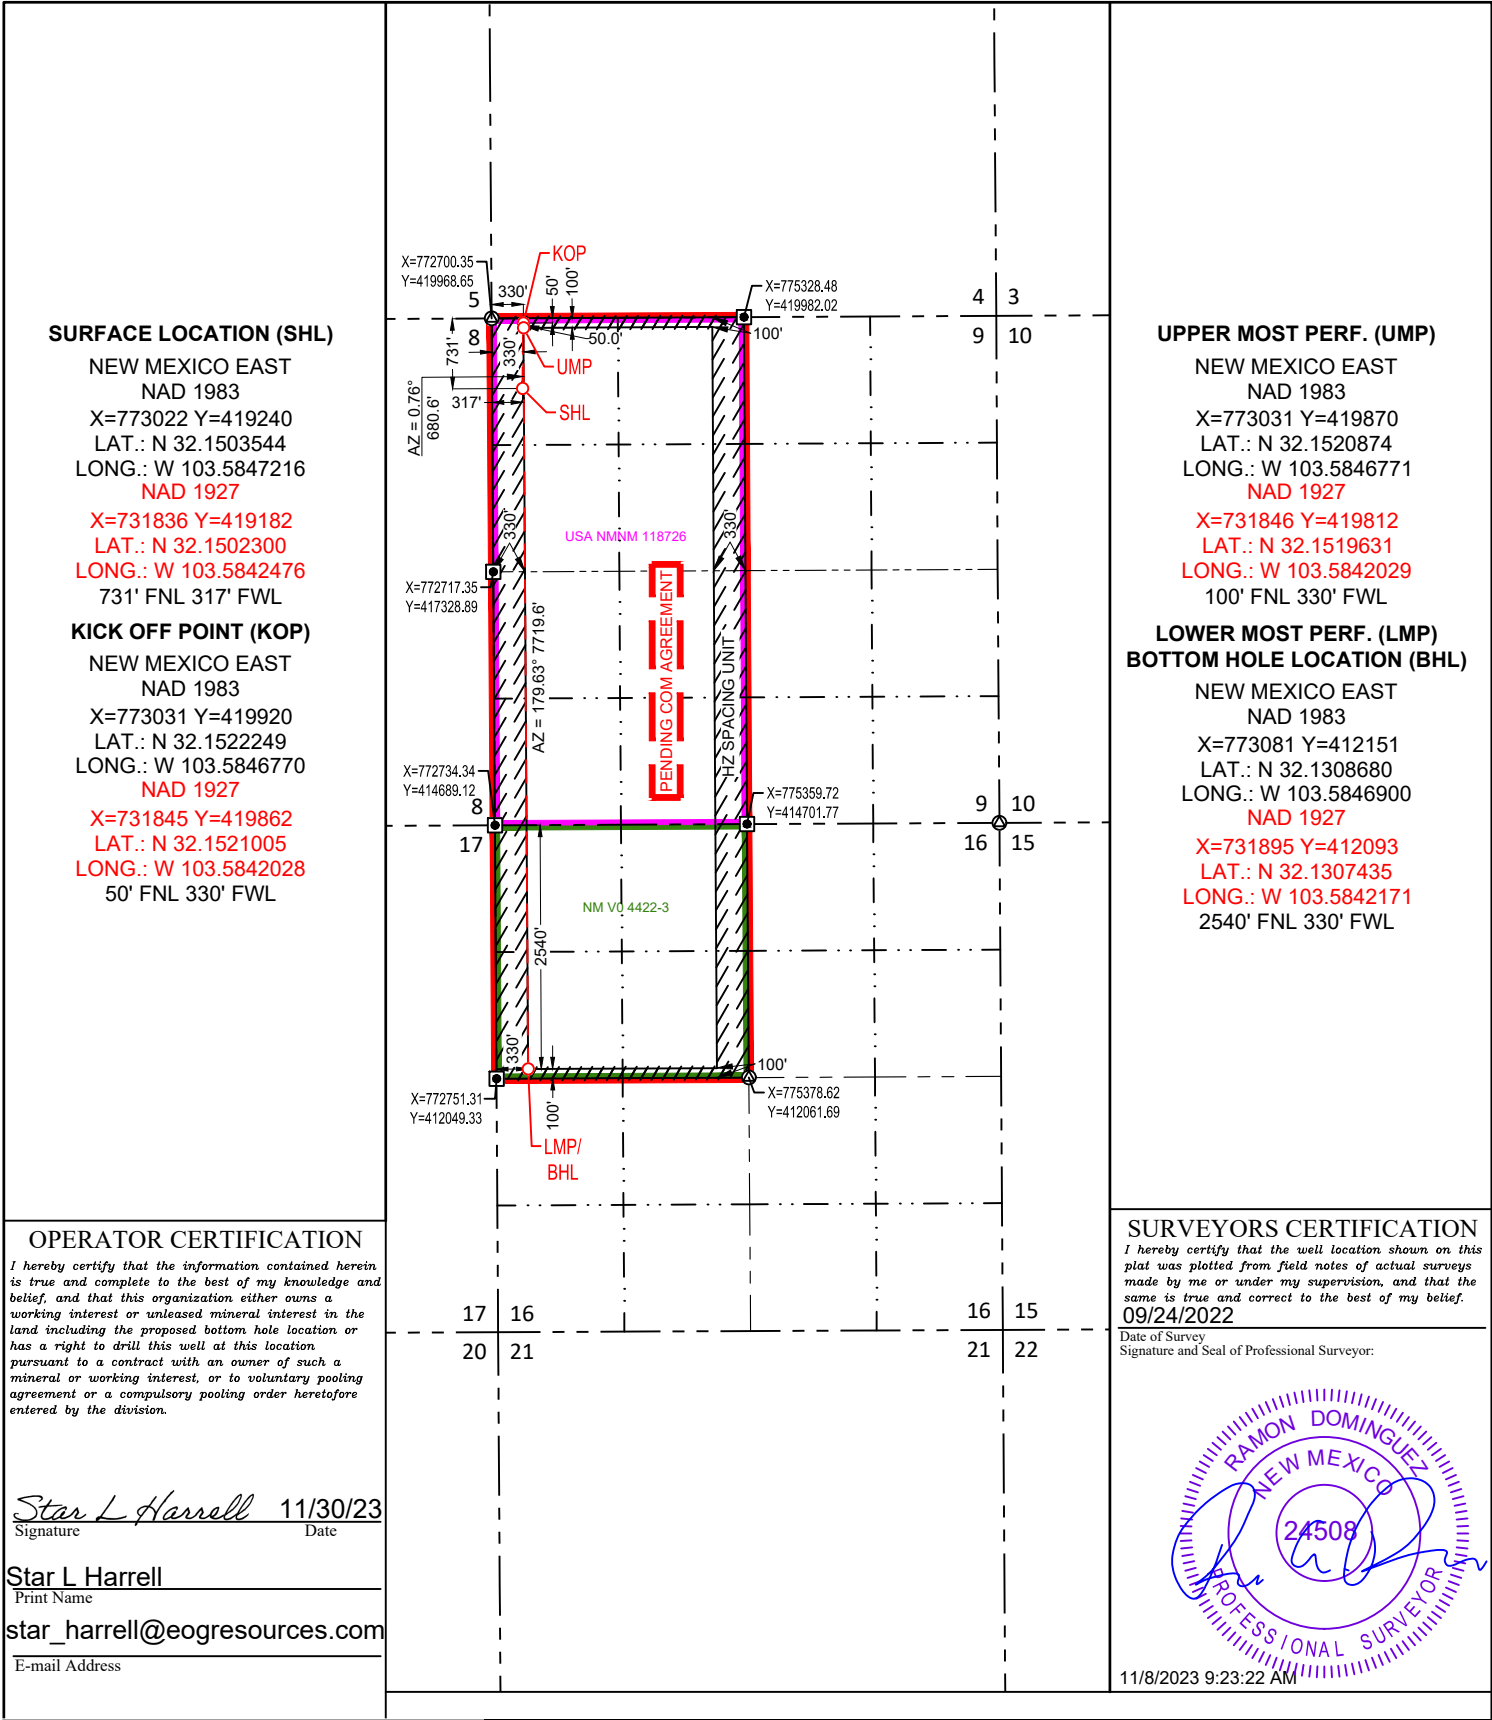 SURFACE LOCATION (SHL)
NEW MEXICO EAST
NAD 1983
X=773022 Y=419240
LAT.: N 32.1503544
LONG.: W 103.5847216
NAD 1927
X=731836 Y=419182
LAT.: N 32.1502300
LONG.: W 103.5842476
731' FNL 317' FWL
KICK OFF POINT (KOP)
NEW MEXICO EAST
NAD 1983
X=773031 Y=419920
LAT.: N 32.1522249
LONG.: W 103.5846770
NAD 1927
X=731845 Y=419862
LAT.: N 32.1521005
LONG.: W 103.5842028
50' FNL 330' FWL
OPERATOR CERTIFICATION
I hereby certify that the information contained herein
is true and complete to the best of my knowledge and
belief, and that this organization either owns a
working interest or unleased mineral interest in the
land including the proposed bottom hole location or
has a right to drill this well at this location
pursuant to a contract with an owner of such a
mineral or working interest, or to voluntary pooling
agreement or a compulsory pooling order heretofore
entered by the division.
Star L Harrell 11/30/23
Signature Date
Star L Harrell
Print Name
star_harrell@eogresources.com
E-mail Address
X=772700.35
Y=419968.65
KOP
330'
50'
100'
X=775328.48
Y=419982.02
5
8
4 3
9 10
50.0'
100'
731'
330'
UMP
SHL
317'
AZ = 0.76°
680.6'
330'
330'
USA NMNM 118726
X=772717.35
Y=417328.89
AZ = 179.63° 7719.6'
PENDING COM AGREEMENT
HZ SPACING UNIT
X=772734.34
Y=414689.12
X=775359.72
Y=414701.77
8
17
9 10
16 15
NM V0 4422-3
2540'
330'
100'
100'
X=772751.31
Y=412049.33
X=775378.62
Y=412061.69
LMP/
BHL
17 16
20 21
16 15
21 22
UPPER MOST PERF. (UMP)
NEW MEXICO EAST
NAD 1983
X=773031 Y=419870
LAT.: N 32.1520874
LONG.: W 103.5846771
NAD 1927
X=731846 Y=419812
LAT.: N 32.1519631
LONG.: W 103.5842029
100' FNL 330' FWL
LOWER MOST PERF. (LMP)
BOTTOM HOLE LOCATION (BHL)
NEW MEXICO EAST
NAD 1983
X=773081 Y=412151
LAT.: N 32.1308680
LONG.: W 103.5846900
NAD 1927
X=731895 Y=412093
LAT.: N 32.1307435
LONG.: W 103.5842171
2540' FNL 330' FWL
SURVEYORS CERTIFICATION
I hereby certify that the well location shown on this
plat was plotted from field notes of actual surveys
made by me or under my supervision, and that the
same is true and correct to the best of my belief.
09/24/2022
Date of Survey
Signature and Seal of Professional Surveyor:
RAMON DOMINGUEZ
NEW MEXICO
24508
PROFESSIONAL SURVEYOR
11/8/2023 9:23:22 AM